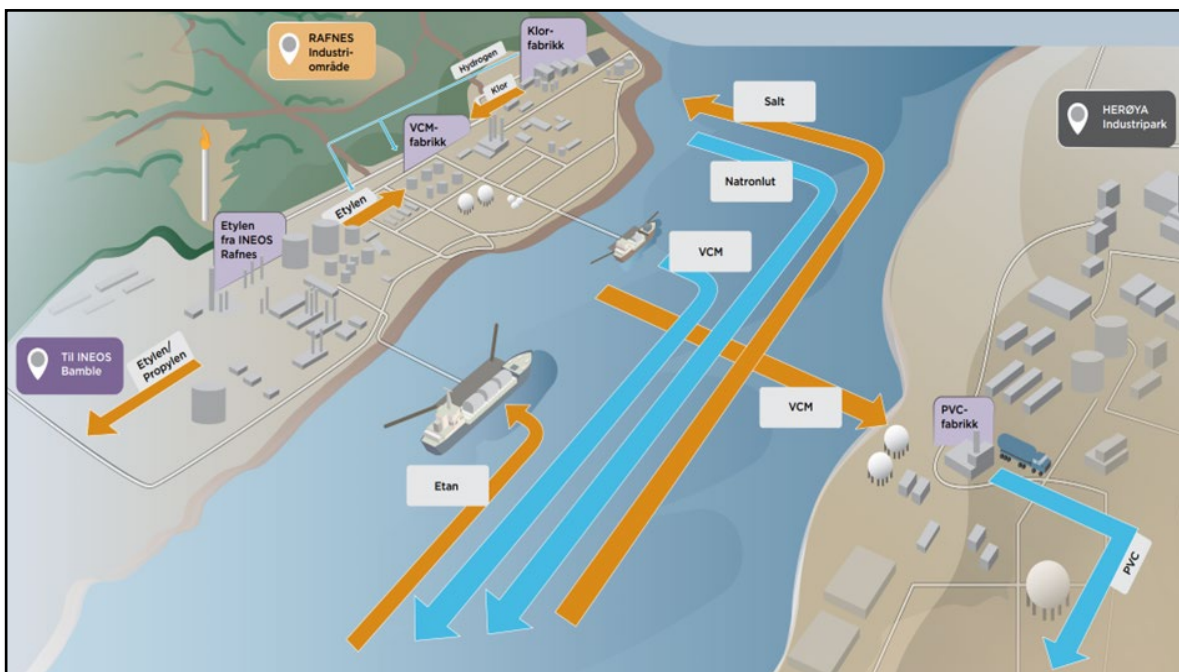 RAFNES
Industri-
område
Klor-
fabrikk
Hydrogen
Klor
Salt
HERØYA
Industripark
VCM-
fabrikk
Natronlut
Etylen
Etylen
fra INEOS
Rafnes
VCM
Til INEOS
Bamble
Etylen/
Propylen
VCM
PVC-
fabrikk
Etan
PVC